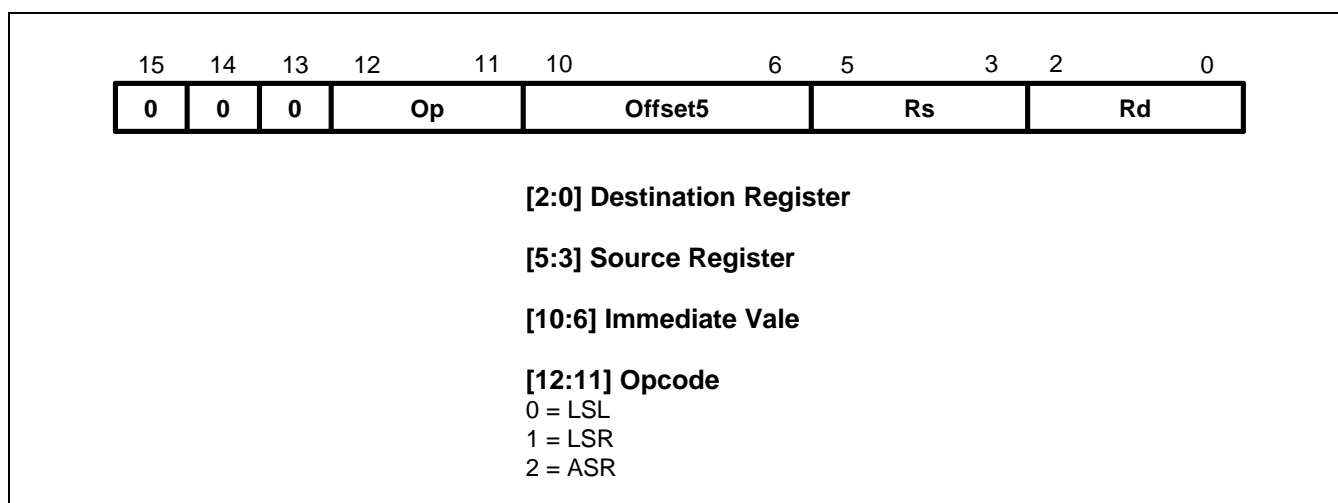 15 14 13 12 11 10 6 5 3 2 0
0 0 0 Op Offset5 Rs Rd
[2:0] Destination Register
[5:3] Source Register
[10:6] Immediate Vale
[12:11] Opcode
0 = LSL
1 = LSR
2 = ASR